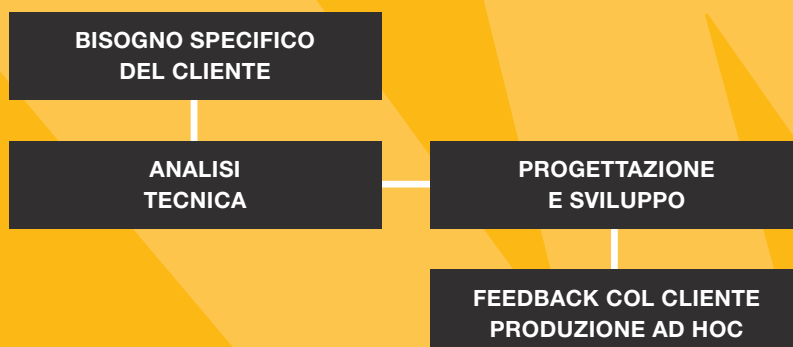 BISOGNO SPECIFICO
DEL CLIENTE
ANALISI
TECNICA
PROGETTAZIONE
E SVILUPPO
FEEDBACK COL CLIENTE
PRODUZIONE AD HOC